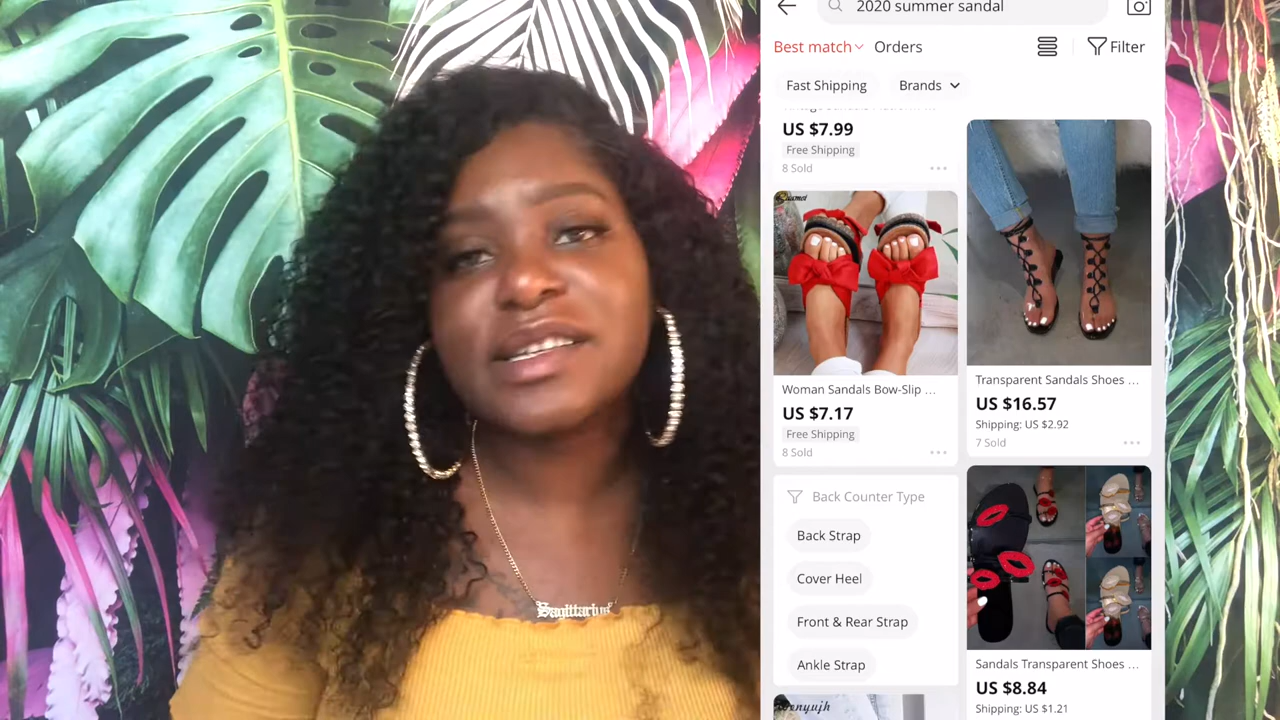 2020 summer sandal
Best match
Orders
Filter
Fast Shipping
Brands
US $7.99
Free Shipping
8 Sold
Woman Sandals Bow-Slip ...
US $7.17
Free Shipping
8 Sold
Back Counter Type
Back Strap
Cover Heel
Front & Rear Strap
Ankle Strap
Transparent Sandals Shoes ...
US $16.57
Shipping: US $2.92
7 Sold
Sandals Transparent Shoes ...
US $8.84
Shipping: US $1.21
Sagittarius